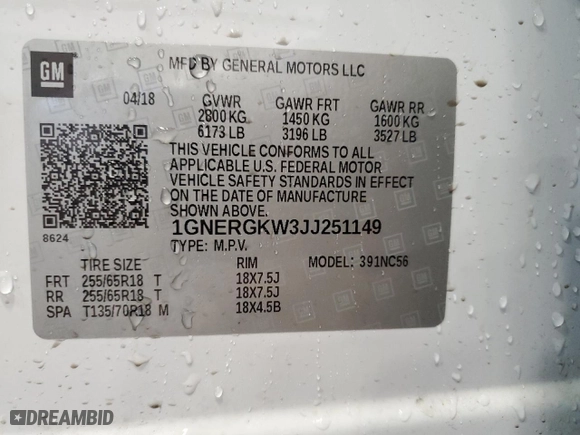 GM
MFD BY GENERAL MOTORS LLC
04/18 GVWR GAWR FRT GAWR RR
2800 KG 1450 KG 1600 KG
6173 LB 3196 LB 3527 LB
THIS VEHICLE CONFORMS TO ALL
APPLICABLE U.S. FEDERAL MOTOR
VEHICLE SAFETY STANDARDS IN EFFECT
ON THE DATE OF MANUFACTURE
SHOWN ABOVE.
8624 1GNERGKW3JJ251149
TYPE: M.P.V.
TIRE SIZE RIM MODEL: 391NC56
FRT 255/65R18 T 18X7.5J
RR 255/65R18 T 18X7.5J
SPA T135/70R18 M 18X4.5B
DREAMBID